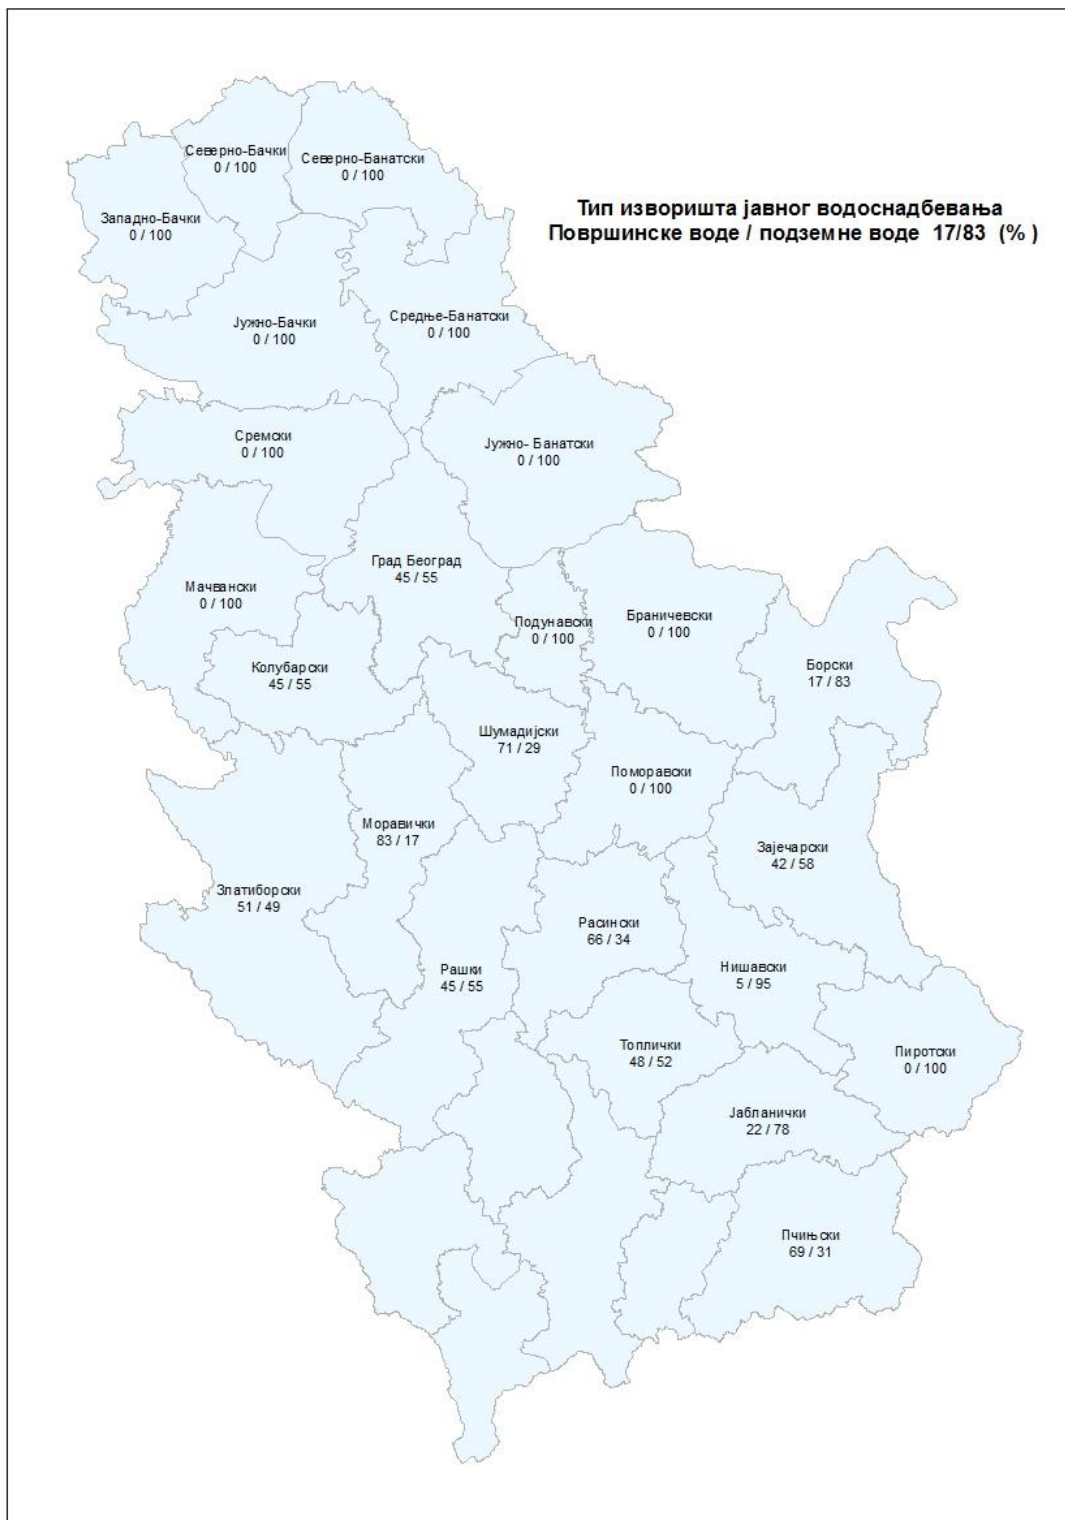 Северно-Бачки
0 / 100
Северно-Банатски
0 / 100
Западно-Бачки
0 / 100
Тип изворишта јавног водоснадбевања
Површинске воде / подземне воде 17/83 (% )
Јужно-Бачки
0 / 100
Средње-Банатски
0 / 100
Сремски
0 / 100
Јужно- Банатски
0 / 100
Град Београд
45 / 55
Мачвански
0 / 100
Подунавски
0 / 100
Браничевски
0 / 100
Колубарски
45 / 55
Борски
17 / 83
Шумадијски
71 / 29
Поморавски
0 / 100
Моравички
83 / 17
Зајечарски
42 / 58
Златиборски
51 / 49
Расински
66 / 34
Рашки
45 / 55
Нишавски
5 / 95
Топлички
48 / 52
Пиротски
0 / 100
Јабланички
22 / 78
Пчињски
69 / 31